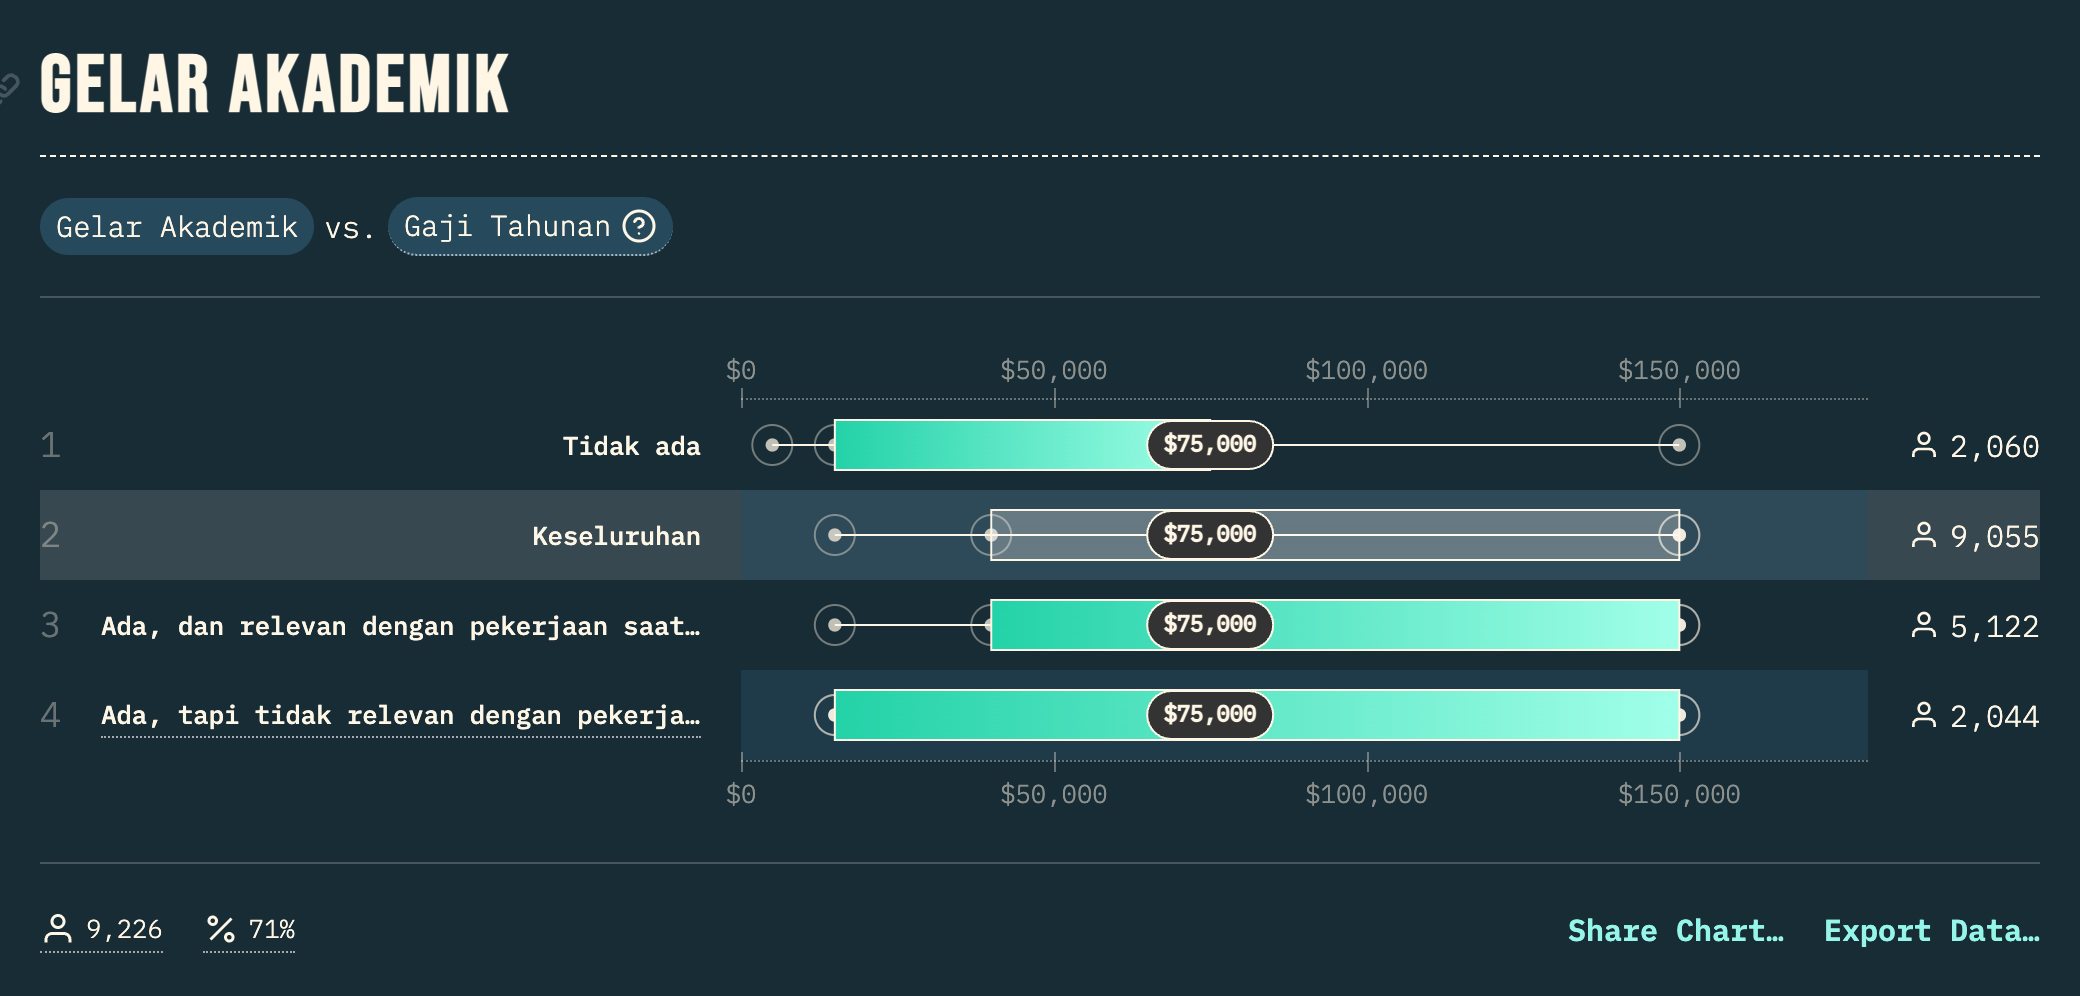 GELAR AKADEMIK
Gelar Akademik vs. Gaji Tahunan
$0 $50,000 $100,000 $150,000
1 Tidak ada $75,000 2,060
2 Keseluruhan $75,000 9,055
3 Ada, dan relevan dengan pekerjaan saat… $75,000 5,122
4 Ada, tapi tidak relevan dengan pekerja… $75,000 2,044
$0 $50,000 $100,000 $150,000
9,226 71% Share Chart… Export Data…